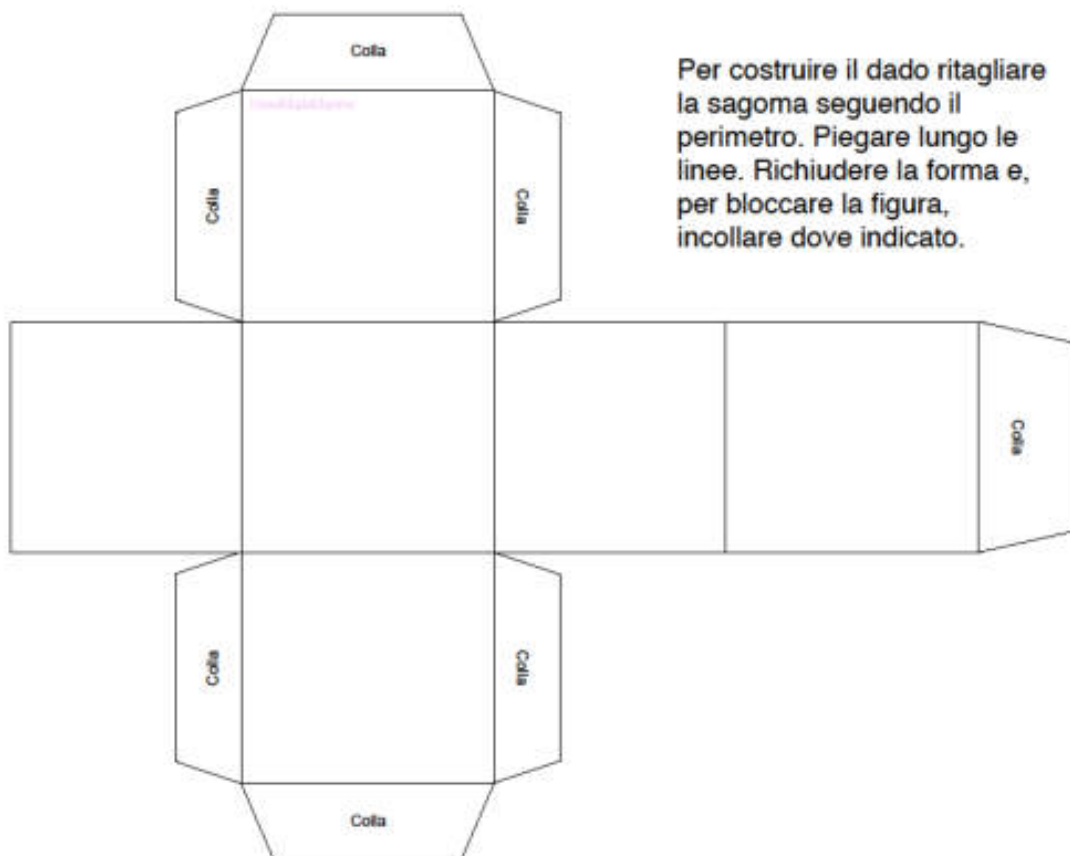 Colla
Per costruire il dado ritagliare
la sagoma seguendo il
perimetro. Piegare lungo le
linee. Richiudere la forma e,
per bloccare la figura,
incollare dove indicato.
Colla
Colla
Colla
Colla
Colla
Colla